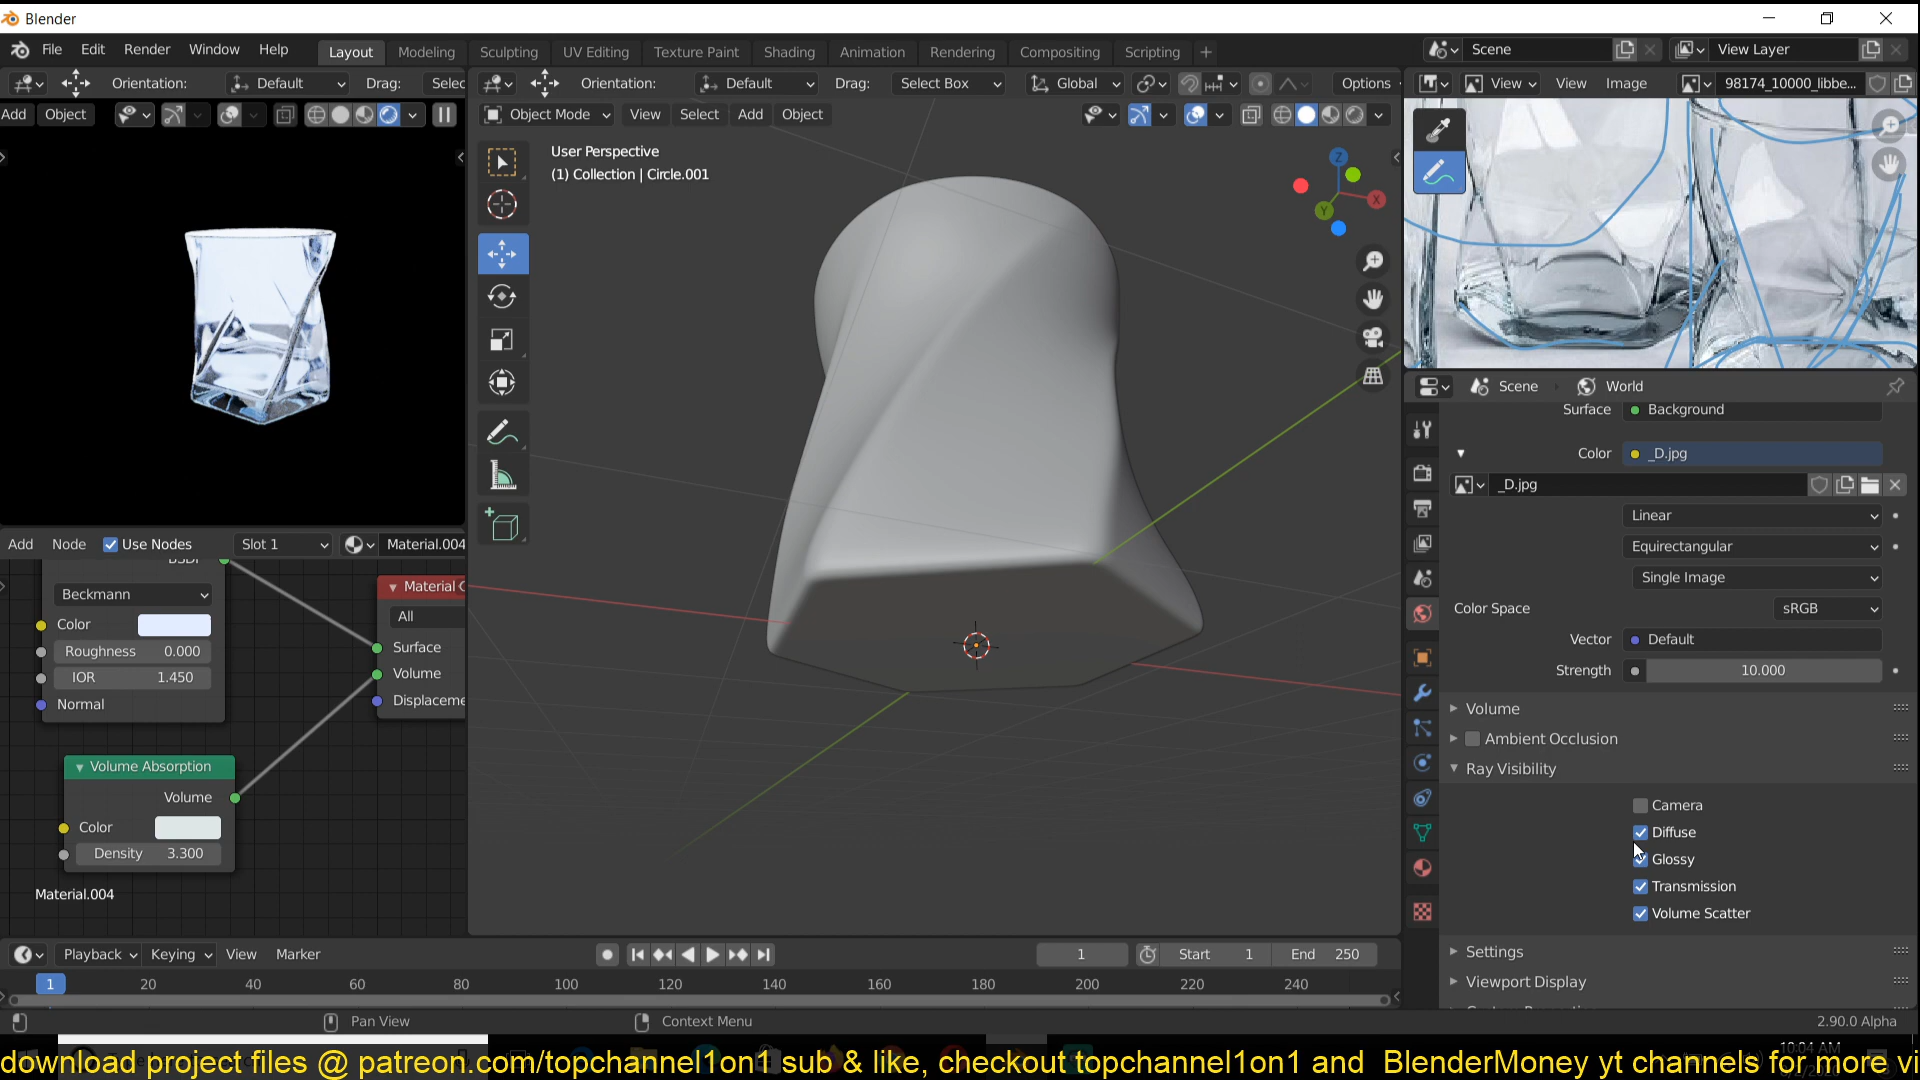 Blender
File Edit Render Window Help
Layout Modeling Sculpting UV Editing Texture Paint Shading Animation Rendering Compositing Scripting +
Scene
View Layer
Orientation: Default Drag: Selec
Orientation: Default Drag: Select Box Global Options
View View Image 98174_10000_libbe...
Add Object
Object Mode View Select Add Object
User Perspective
(1) Collection | Circle.001
Z
X
Y
Scene World
Surface Background
Color _D.jpg
_D.jpg
Linear
Equirectangular
Single Image
Color Space sRGB
Vector Default
Strength 10.000
Volume
Ambient Occlusion
Ray Visibility
Camera
Diffuse
Glossy
Transmission
Volume Scatter
Settings
Viewport Display
Add Node Use Nodes Slot 1 Material.004
Beckmann
Color
Roughness 0.000
IOR 1.450
Normal
Material
All
Surface
Volume
Displaceme
Volume Absorption
Volume
Color
Density 3.300
Material.004
Playback Keying View Marker
1 Start 1 End 250
1 20 40 60 80 100 120 140 160 180 200 220 240
Pan View Context Menu 2.90.0 Alpha
10:04 AM
download project files @ patreon.com/topchannel1on1 sub & like, checkout topchannel1on1 and BlenderMoney yt channels for more vi